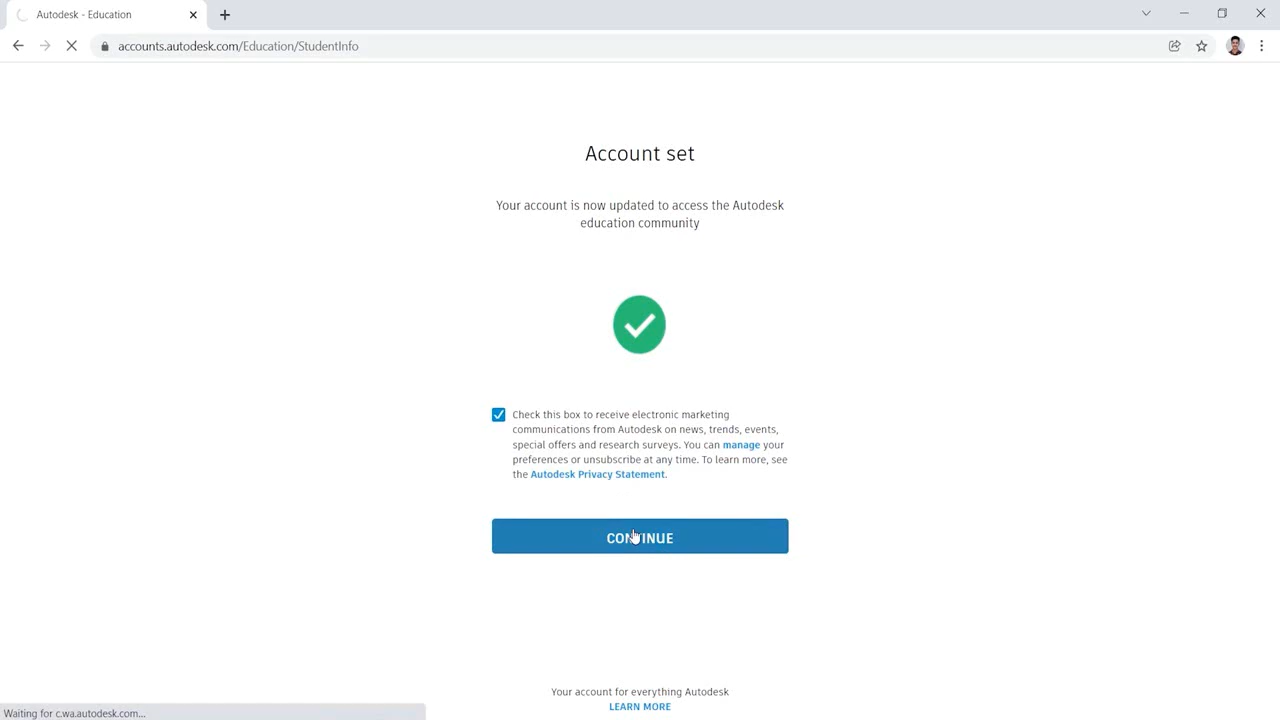 Autodesk - Education
accounts.autodesk.com/Education/StudentInfo
Account set
Your account is now updated to access the Autodesk
education community
Check this box to receive electronic marketing
communications from Autodesk on news, trends, events,
special offers and research surveys. You can manage your
preferences or unsubscribe at any time. To learn more, see
the Autodesk Privacy Statement.
CONTINUE
Your account for everything Autodesk
LEARN MORE
Waiting for c.wa.autodesk.com...